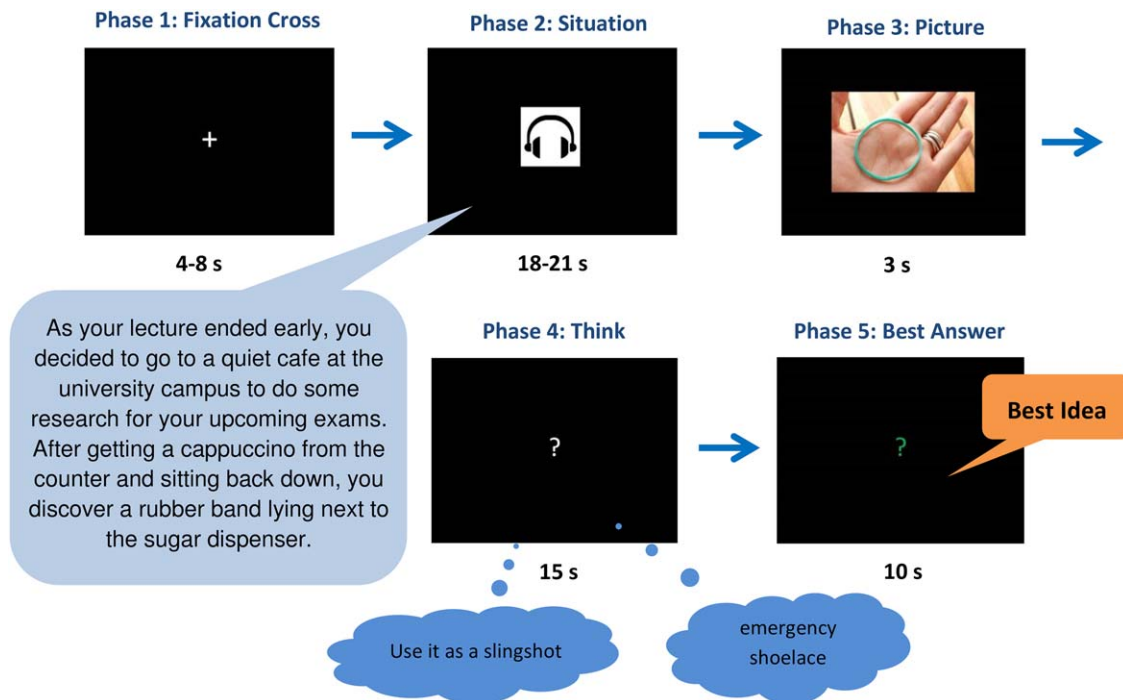 Phase 1: Fixation Cross
Phase 2: Situation
Phase 3: Picture
+
4-8 s
18-21 s
3 s
As your lecture ended early, you
decided to go to a quiet cafe at the
university campus to do some
research for your upcoming exams.
After getting a cappuccino from the
counter and sitting back down, you
discover a rubber band lying next to
the sugar dispenser.
Phase 4: Think
Phase 5: Best Answer
?
?
Best Idea
15 s
10 s
Use it as a slingshot
emergency
shoelace